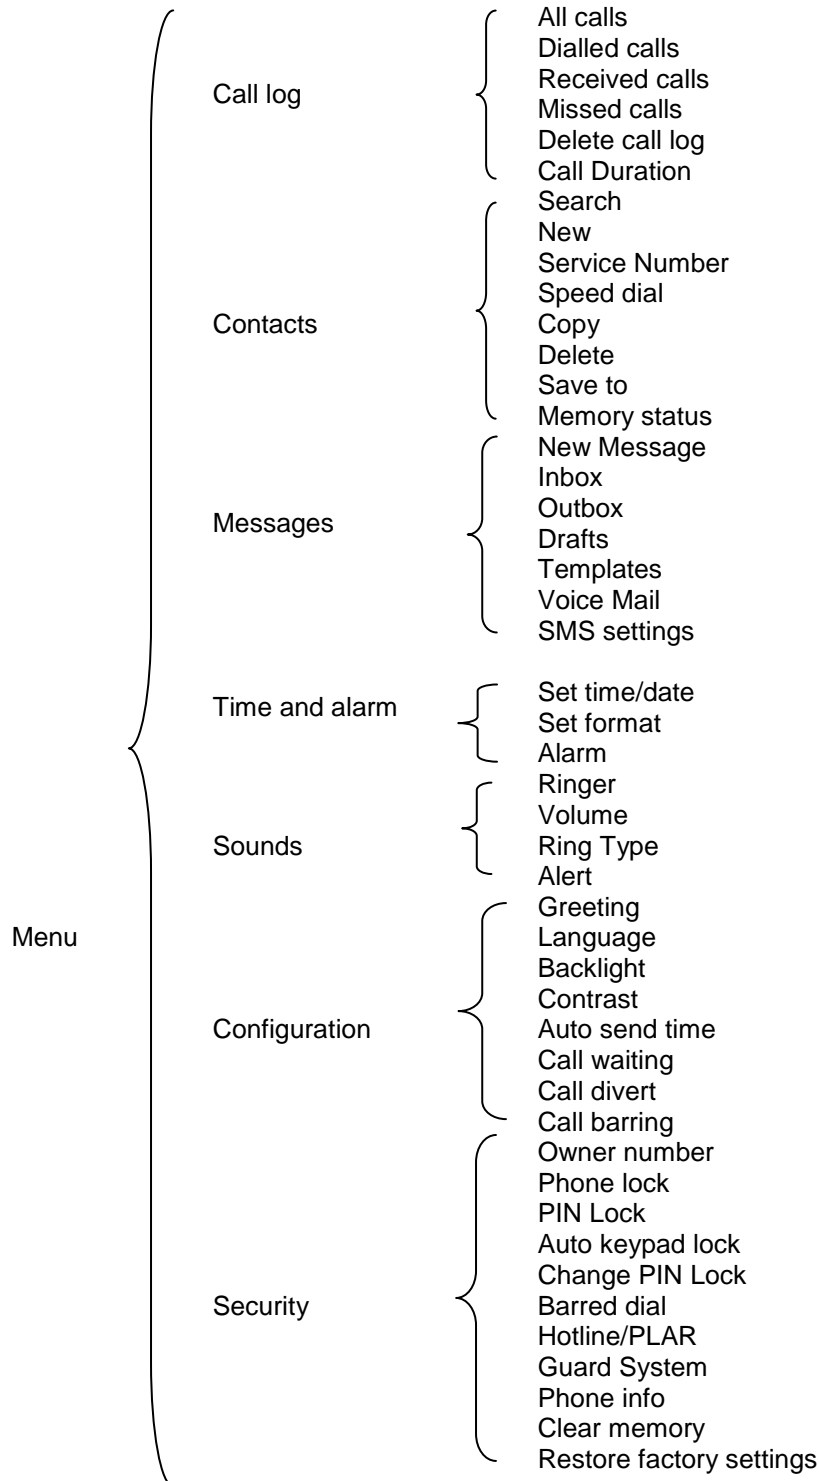 Menu
Call log
All calls
Dialled calls
Received calls
Missed calls
Delete call log
Call Duration
Contacts
Search
New
Service Number
Speed dial
Copy
Delete
Save to
Memory status
Messages
New Message
Inbox
Outbox
Drafts
Templates
Voice Mail
SMS settings
Time and alarm
Set time/date
Set format
Alarm
Sounds
Ringer
Volume
Ring Type
Alert
Configuration
Greeting
Language
Backlight
Contrast
Auto send time
Call waiting
Call divert
Call barring
Security
Owner number
Phone lock
PIN Lock
Auto keypad lock
Change PIN Lock
Barred dial
Hotline/PLAR
Guard System
Phone info
Clear memory
Restore factory settings